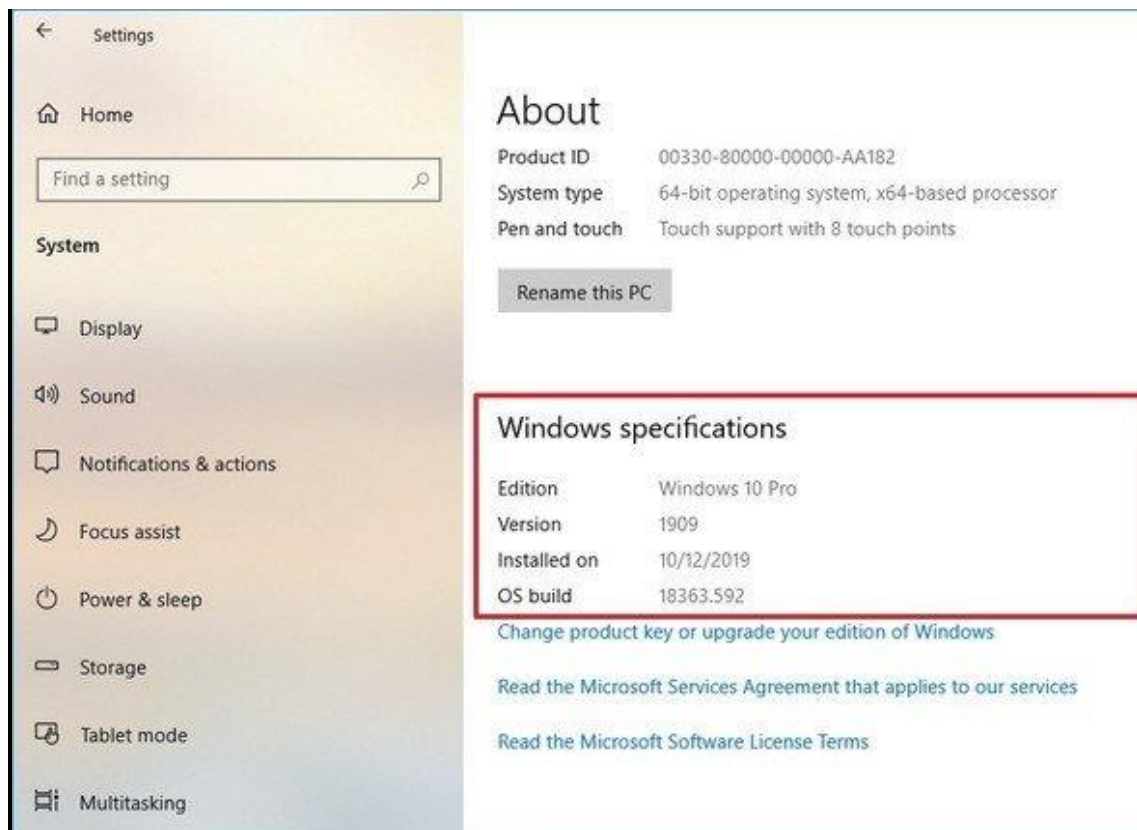 Settings
Home
Find a setting
System
Display
Sound
Notifications & actions
Focus assist
Power & sleep
Storage
Tablet mode
Multitasking
About
Product ID 00330-80000-00000-AA182
System type 64-bit operating system, x64-based processor
Pen and touch Touch support with 8 touch points
Rename this PC
Windows specifications
Edition Windows 10 Pro
Version 1909
Installed on 10/12/2019
OS build 18363.592
Change product key or upgrade your edition of Windows
Read the Microsoft Services Agreement that applies to our services
Read the Microsoft Software License Terms